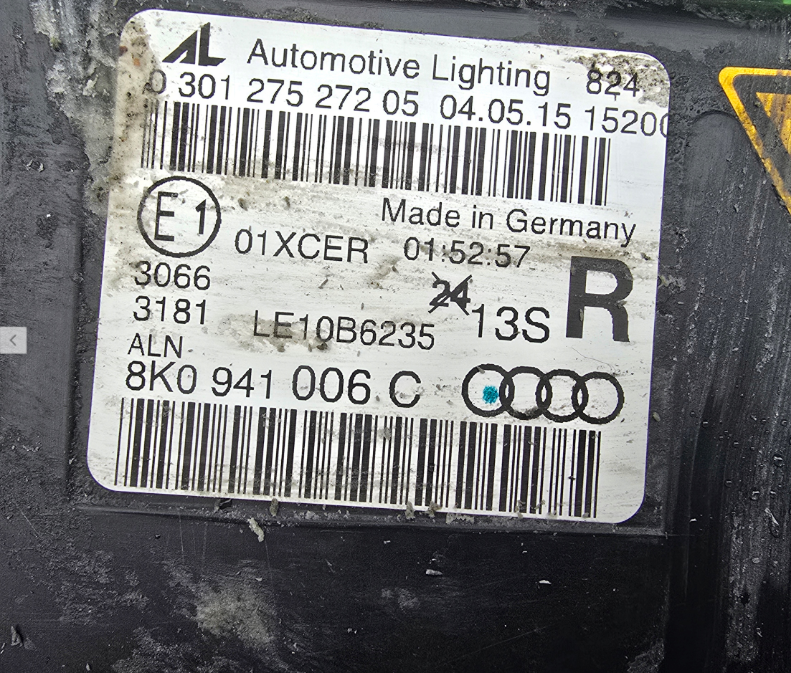 AL Automotive Lighting 824
0 301 275 272 05 04.05.15 1520
Made in Germany
E1 01XCER 01:52:57
3066
3181 LE10B6235 24 13S R
ALN
8K0 941 006 C